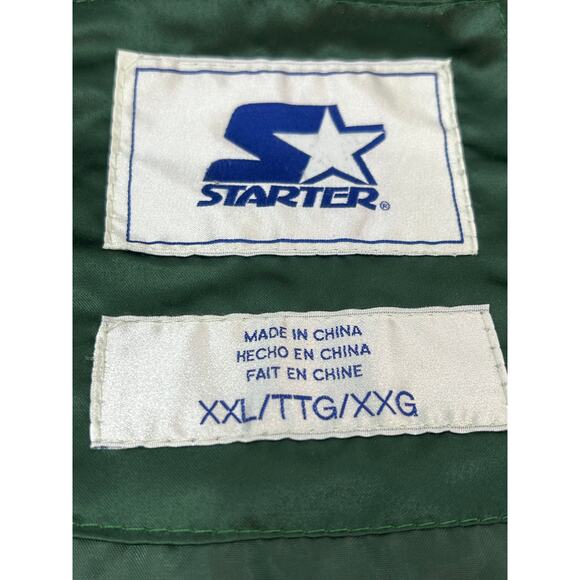 STARTER®
MADE IN CHINA
HECHO EN CHINA
FAIT EN CHINE
XXL/TTG/XXG